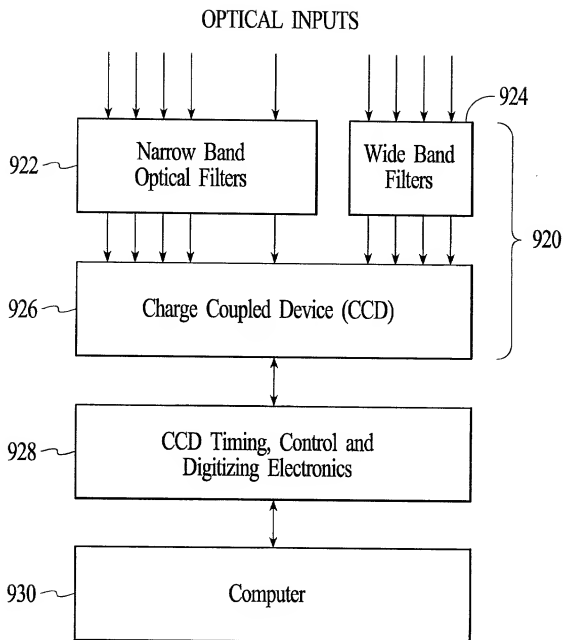 OPTICAL INPUTS
924
922
Narrow Band
Optical Filters
Wide Band
Filters
920
926
Charge Coupled Device (CCD)
928
CCD Timing, Control and
Digitizing Electronics
930
Computer